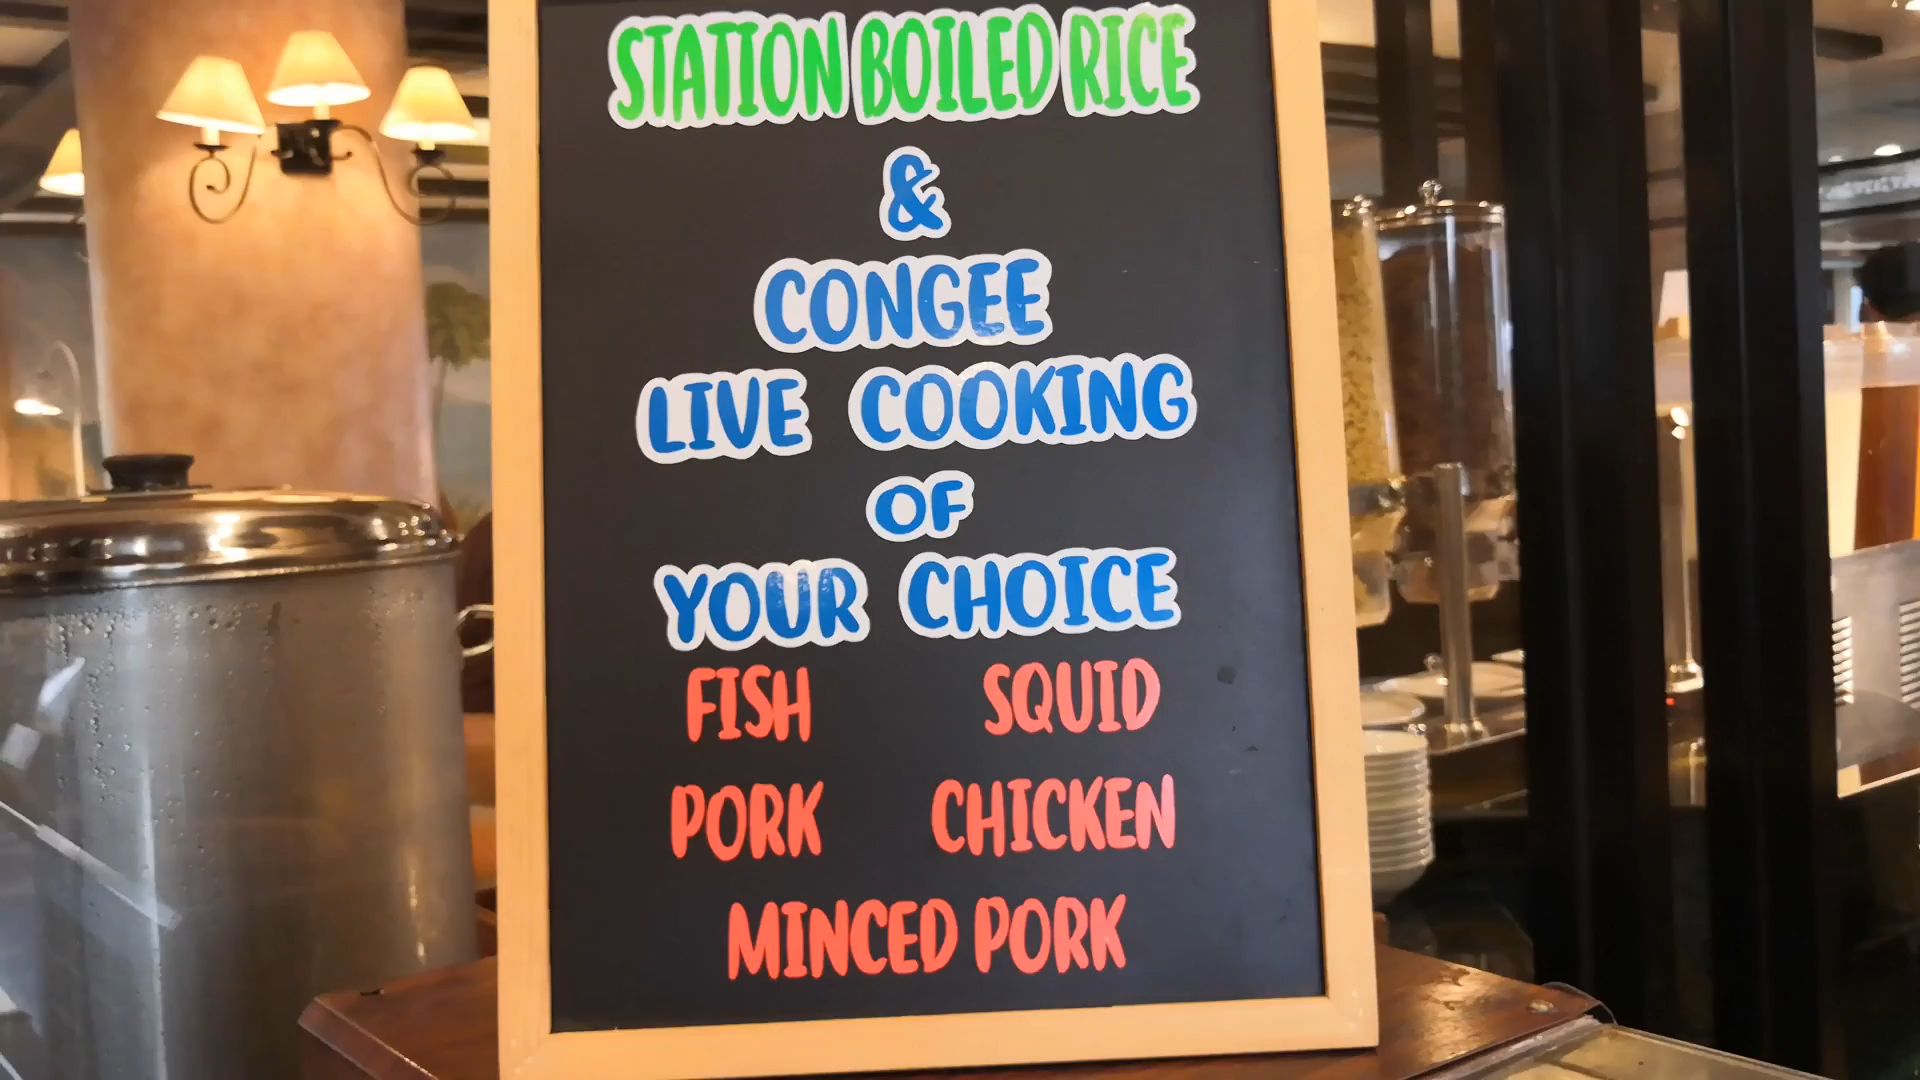 STATION BOILED RICE
&
CONGEE
LIVE COOKING
OF
YOUR CHOICE
FISH SQUID
PORK CHICKEN
MINCED PORK